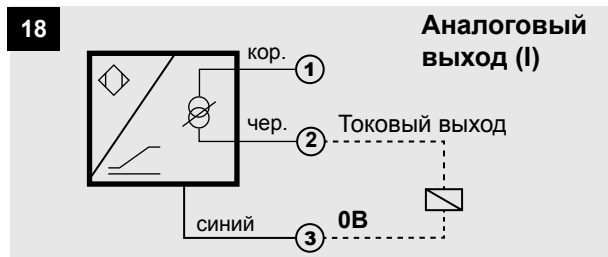 18
Аналоговый
выход (I)
кор.
1
чер.
2
Токовый выход
синий
3
0В